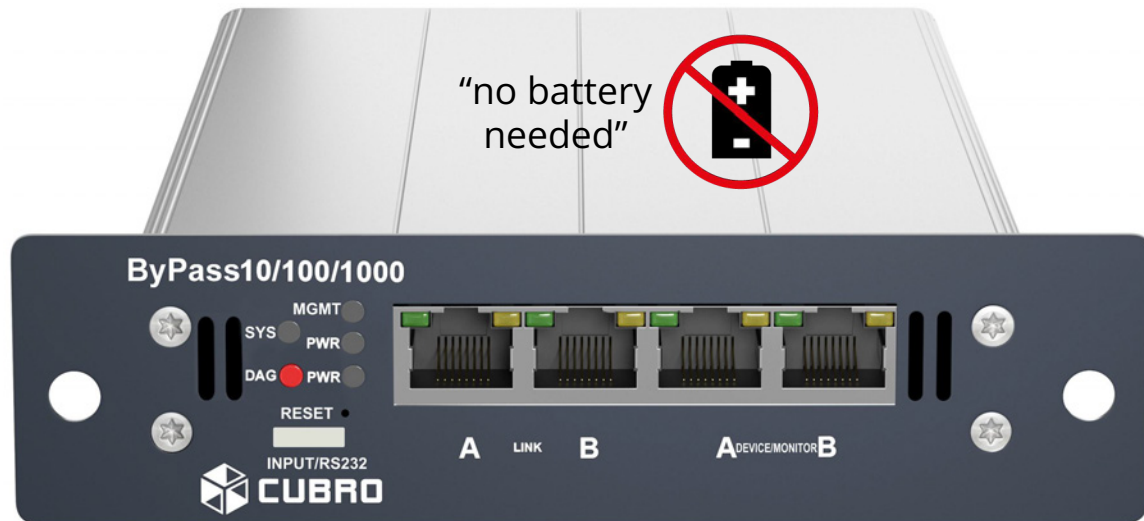 “no battery
needed”
ByPass10/100/1000
MGMT
SYS
PWR
DAG
PWR
RESET
INPUT/RS232
CUBRO
A LINK B
A DEVICE/MONITOR B